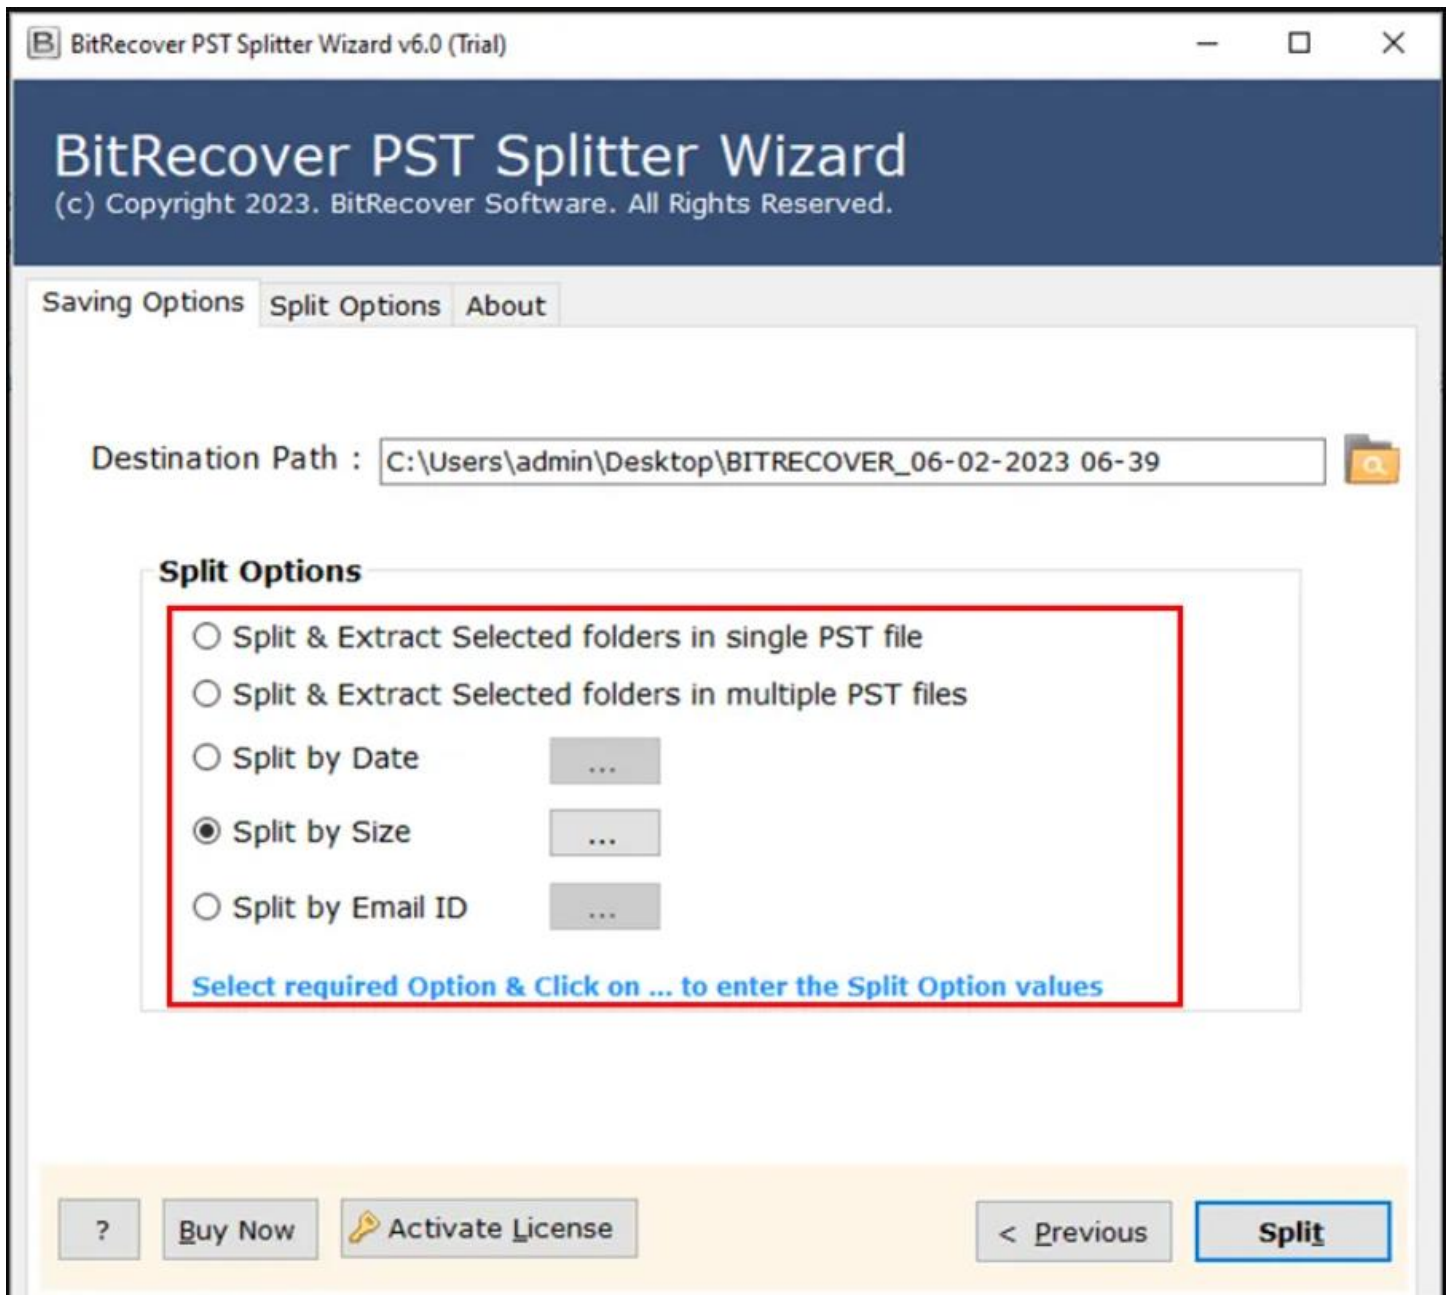 BitRecover PST Splitter Wizard v6.0 (Trial)
BitRecover PST Splitter Wizard
(c) Copyright 2023. BitRecover Software. All Rights Reserved.
Saving Options Split Options About
Destination Path : C:\Users\admin\Desktop\BITRECOVER_06-02-2023 06-39
Split Options
Split & Extract Selected folders in single PST file
Split & Extract Selected folders in multiple PST files
Split by Date ...
Split by Size ...
Split by Email ID ...
Select required Option & Click on ... to enter the Split Option values
? Buy Now Activate License < Previous Split